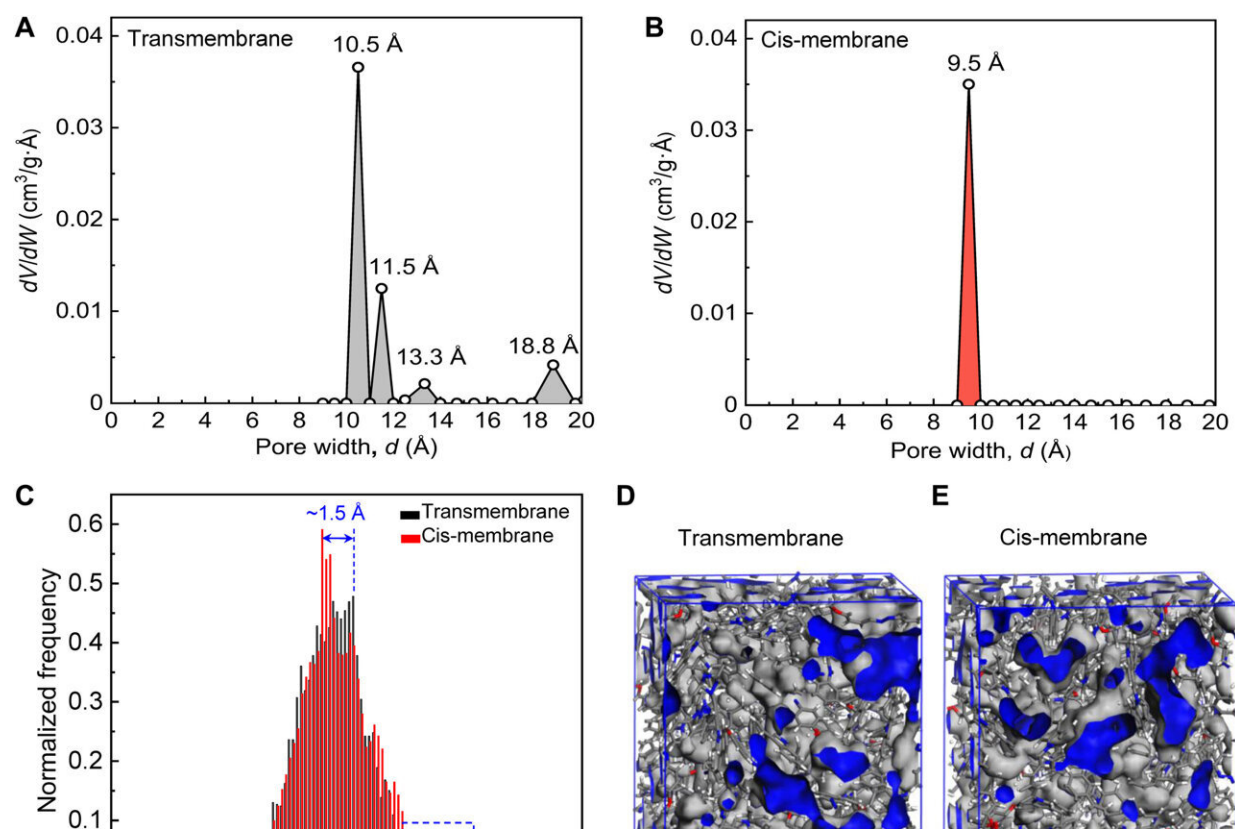 A
Transmembrane
0.04
0.03
0.02
0.01
0
dV/dW (cm³/g·Å)
10.5 Å
11.5 Å
13.3 Å
18.8 Å
0 2 4 6 8 10 12 14 16 18 20
Pore width, d (Å)
B
Cis-membrane
0.04
0.03
0.02
0.01
0
dV/dW (cm³/g·Å)
9.5 Å
0 2 4 6 8 10 12 14 16 18 20
Pore width, d (Å)
C
0.6
0.5
0.4
0.3
0.2
0.1
Normalized frequency
~1.5 Å
Transmembrane
Cis-membrane
D
Transmembrane
E
Cis-membrane